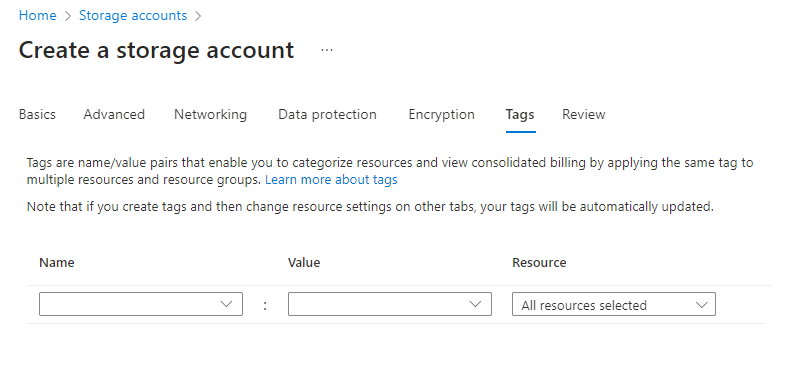 Home > Storage accounts >
Create a storage account ...
Basics Advanced Networking Data protection Encryption Tags Review
Tags are name/value pairs that enable you to categorize resources and view consolidated billing by applying the same tag to
multiple resources and resource groups. Learn more about tags
Note that if you create tags and then change resource settings on other tabs, your tags will be automatically updated.
Name Value Resource
: All resources selected